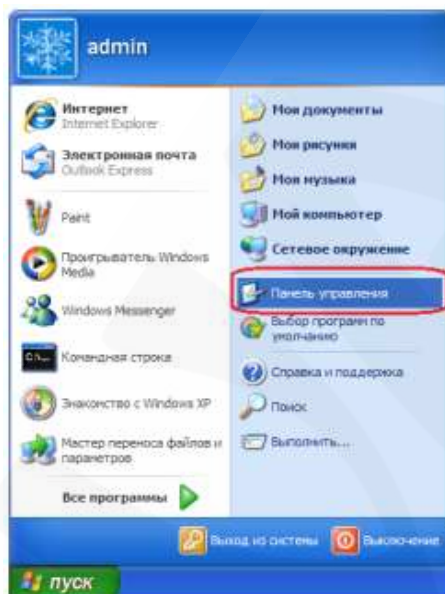 admin
Интернет
Internet Explorer
Электронная почта
Outlook Express
Paint
Проигрыватель Windows
Media
Windows Messenger
Командная строка
Знакомство с Windows XP
Мастер переноса файлов и
параметров
Все программы
Мои документы
Мои рисунки
Моя музыка
Мой компьютер
Сетевое окружение
Панель управления
Выбор программ по
умолчанию
Справка и поддержка
Поиск
Выполнить...
Выход из системы
Выключение
пуск